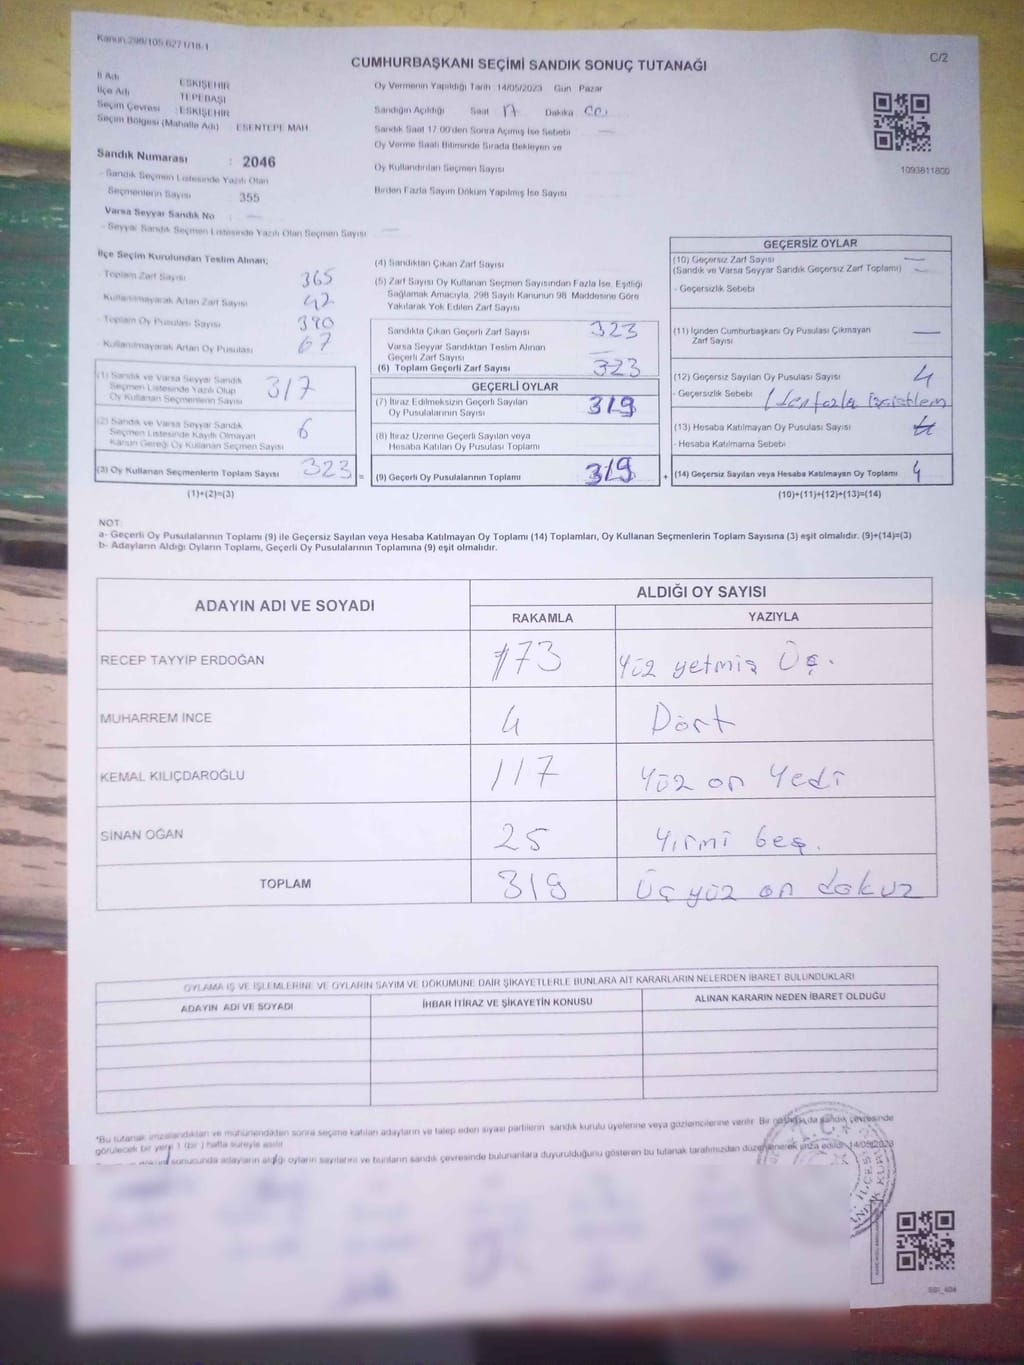 Kanun:298/105,6271/18-1
C/2
CUMHURBAŞKANI SEÇİMİ SANDIK SONUÇ TUTANAĞI
İl Adı : ESKİŞEHİR
İlçe Adı : TEPEBAŞI
Seçim Çevresi : ESKİŞEHİR
Seçim Bölgesi (Mahalle Adı) : ESENTEPE MAH.
Sandık Numarası : 2046
- Sandık Seçmen Listesinde Yazılı Olan
Seçmenlerin Sayısı 355
Varsa Seyyar Sandık No : —
- Seyyar Sandık Seçmen Listesinde Yazılı Olan Seçmen Sayısı —
Oy Vermenin Yapıldığı Tarih 14/05/2023 Gün Pazar
Sandığın Açıldığı Saat 17 Dakika 00
Sandık Saat 17.00'den Sonra Açılmış İse Sebebi —
Oy Verme Saati Bitiminde Sırada Bekleyen ve
Oy Kullandırılan Seçmen Sayısı
Birden Fazla Sayım Döküm Yapılmış İse Sayısı
1093811800
İlçe Seçim Kurulundan Teslim Alınan;
- Toplam Zarf Sayısı 365
- Kullanılmayarak Artan Zarf Sayısı 42
- Toplam Oy Pusulası Sayısı 390
- Kullanılmayarak Artan Oy Pusulası 67
(1) Sandık ve Varsa Seyyar Sandık
Seçmen Listesinde Yazılı Olup
Oy Kullanan Seçmenlerin Sayısı 317
(2) Sandık ve Varsa Seyyar Sandık
Seçmen Listesinde Kayıtlı Olmayan
Kanun Gereği Oy Kullanan Seçmen Sayısı 6
(3) Oy Kullanan Seçmenlerin Toplam Sayısı 323 =
(1)+(2)=(3)
(4) Sandıktan Çıkan Zarf Sayısı
(5) Zarf Sayısı Oy Kullanan Seçmen Sayısından Fazla İse, Eşitliği
Sağlamak Amacıyla, 298 Sayılı Kanunun 98. Maddesine Göre
Yakılarak Yok Edilen Zarf Sayısı
Sandıkta Çıkan Geçerli Zarf Sayısı 323
Varsa Seyyar Sandıktan Teslim Alınan
Geçerli Zarf Sayısı —
(6) Toplam Geçerli Zarf Sayısı 323
GEÇERLİ OYLAR
(7) İtiraz Edilmeksizin Geçerli Sayılan
Oy Pusulalarının Sayısı 319
(8) İtiraz Üzerine Geçerli Sayılan veya
Hesaba Katılan Oy Pusulası Toplamı
(9) Geçerli Oy Pusulalarının Toplamı 319 +
GEÇERSİZ OYLAR
(10) Geçersiz Zarf Sayısı —
(Sandık ve Varsa Seyyar Sandık Geçersiz Zarf Toplamı) —
- Geçersizlik Sebebi
(11) İçinden Cumhurbaşkanı Oy Pusulası Çıkmayan
Zarf Sayısı —
(12) Geçersiz Sayılan Oy Pusulası Sayısı 4
- Geçersizlik Sebebi 1'den fazla
(13) Hesaba Katılmayan Oy Pusulası Sayısı
- Hesaba Katılmama Sebebi
(14) Geçersiz Sayılan veya Hesaba Katılmayan Oy Toplamı 4
(10)+(11)+(12)+(13)=(14)
NOT:
a- Geçerli Oy Pusulalarının Toplamı (9) ile Geçersiz Sayılan veya Hesaba Katılmayan Oy Toplamı (14) Toplamları, Oy Kullanan Seçmenlerin Toplam Sayısına (3) eşit olmalıdır. (9)+(14)=(3)
b- Adayların Aldığı Oyların Toplamı, Geçerli Oy Pusulalarının Toplamına (9) eşit olmalıdır.
ADAYIN ADI VE SOYADI
ALDIĞI OY SAYISI
RAKAMLA YAZIYLA
RECEP TAYYİP ERDOĞAN 173 Yüz yetmiş Üç.
MUHARREM İNCE 4 Dört
KEMAL KILIÇDAROĞLU 117 Yüz on Yedi
SİNAN OĞAN 25 Yirmi beş.
TOPLAM 319 Üç yüz on dokuz
OYLAMA İŞ VE İŞLEMLERİNE VE OYLARIN SAYIM VE DÖKÜMÜNE DAİR ŞİKAYETLERLE BUNLARA AİT KARARLARIN NELERDEN İBARET BULUNDUKLARI
ADAYIN ADI VE SOYADI İHBAR İTİRAZ VE ŞİKAYETİN KONUSU ALINAN KARARIN NEDEN İBARET OLDUĞU
*Bu tutanak imzalandıktan ve mühürlendikten sonra seçime katılan adayların ve talep eden siyasi partilerin sandık kurulu üyelerine veya gözlemcilerine verilir. Bir nüshası da sandık çevresinde
görülecek bir yere 1 (bir ) hafta süreyle asılır.
sonucunda adayların aldığı oyların sayılarını ve bunların sandık çevresinde bulunanlara duyurulduğunu gösteren bu tutanak tarafımızdan düzenlenerek imza edildi. 14/05/2023